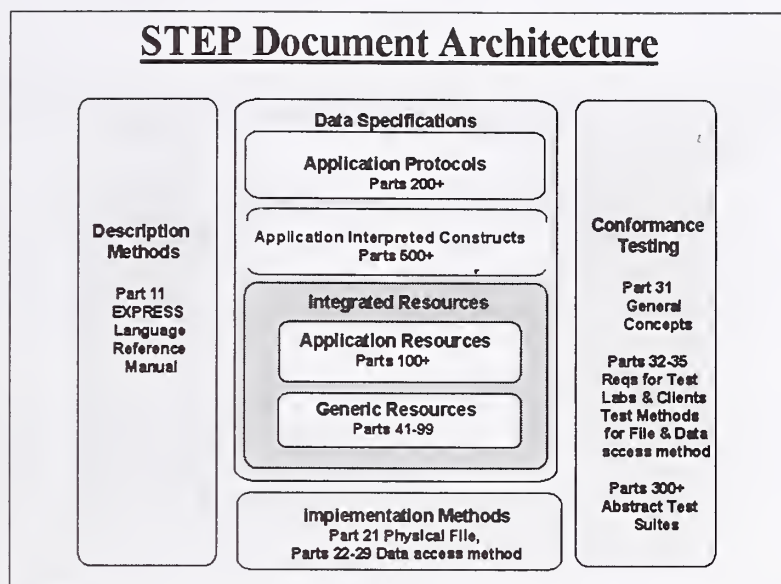 STEP Document Architecture
Description
Methods
Part 11
EXPRESS
Language
Reference
Manual
Data Specifications
Application Protocols
Parts 200+
Application Interpreted Constructs
Parts 500+
Integrated Resources
Application Resources
Parts 100+
Generic Resources
Parts 41-99
Implementation Methods
Part 21 Physical File,
Parts 22-29 Data access method
Conformance
Testing
Part 31
General
Concepts
Parts 32-35
Reqs for Test
Labs & Clients
Test Methods
for File & Data
access method
Parts 300+
Abstract Test
Suites